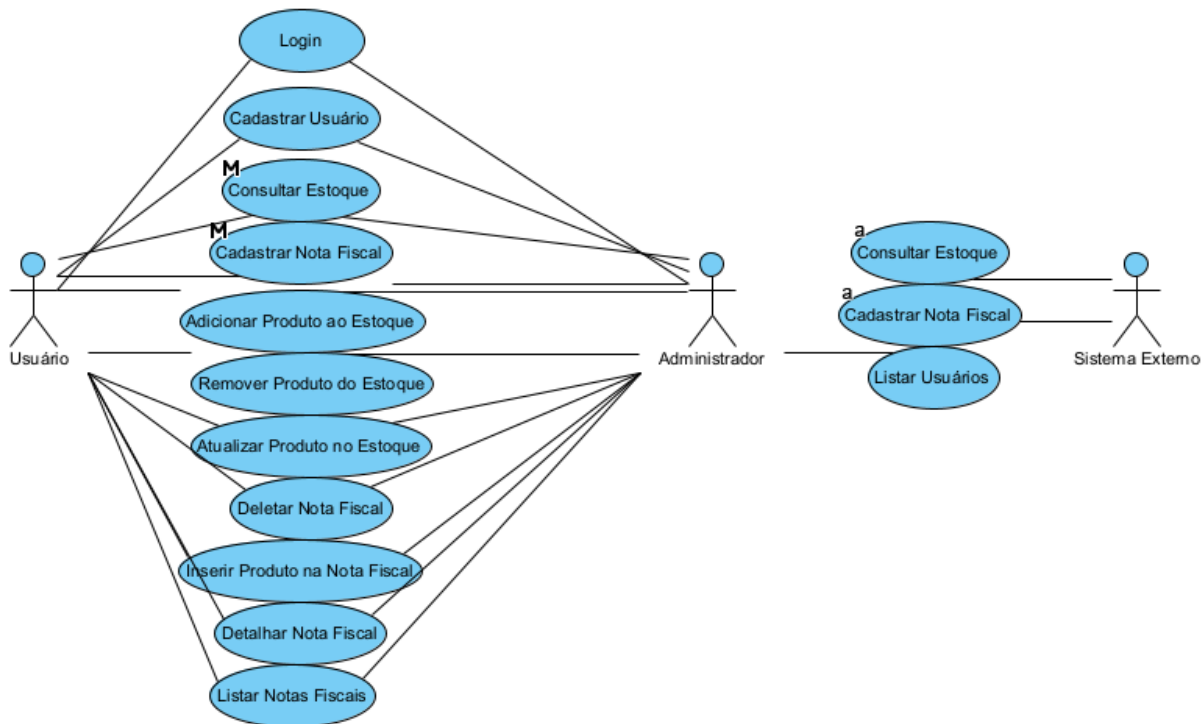 Login
Cadastrar Usuário
M
Consultar Estoque
M
Cadastrar Nota Fiscal
Adicionar Produto ao Estoque
Usuário
Remover Produto do Estoque
Atualizar Produto no Estoque
Deletar Nota Fiscal
Inserir Produto na Nota Fiscal
Detalhar Nota Fiscal
Listar Notas Fiscais
Administrador
a
Consultar Estoque
a
Cadastrar Nota Fiscal
Listar Usuários
Sistema Externo